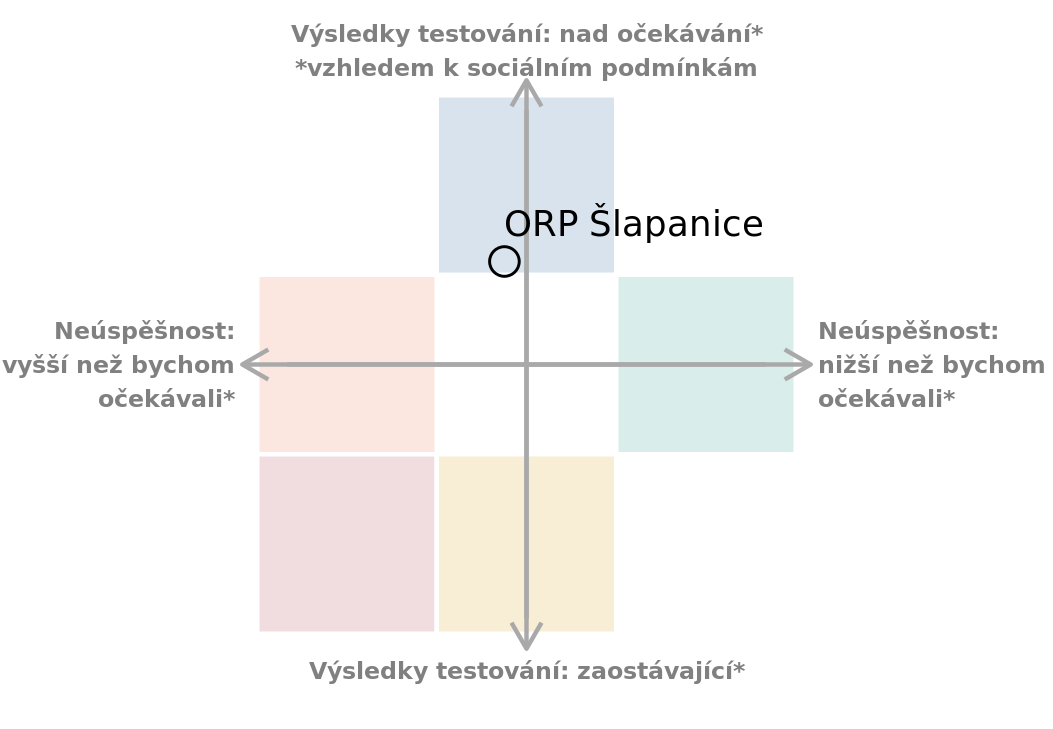 Výsledky testování: nad očekávání*
*vzhledem k sociálním podmínkám
ORP Šlapanice
Neúspěšnost:
vyšší než bychom
očekávali*
Neúspěšnost:
nižší než bychom
očekávali*
Výsledky testování: zaostávající*